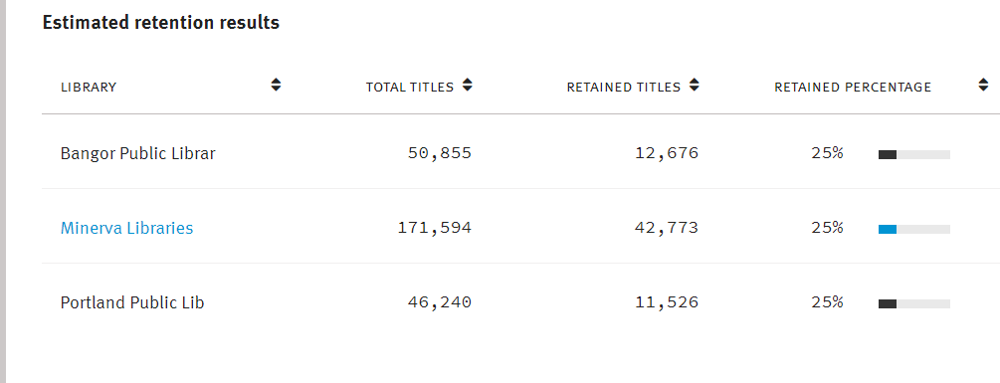 Estimated retention results
LIBRARY TOTAL TITLES RETAINED TITLES RETAINED PERCENTAGE
Bangor Public Librar 50,855 12,676 25%
Minerva Libraries 171,594 42,773 25%
Portland Public Lib 46,240 11,526 25%